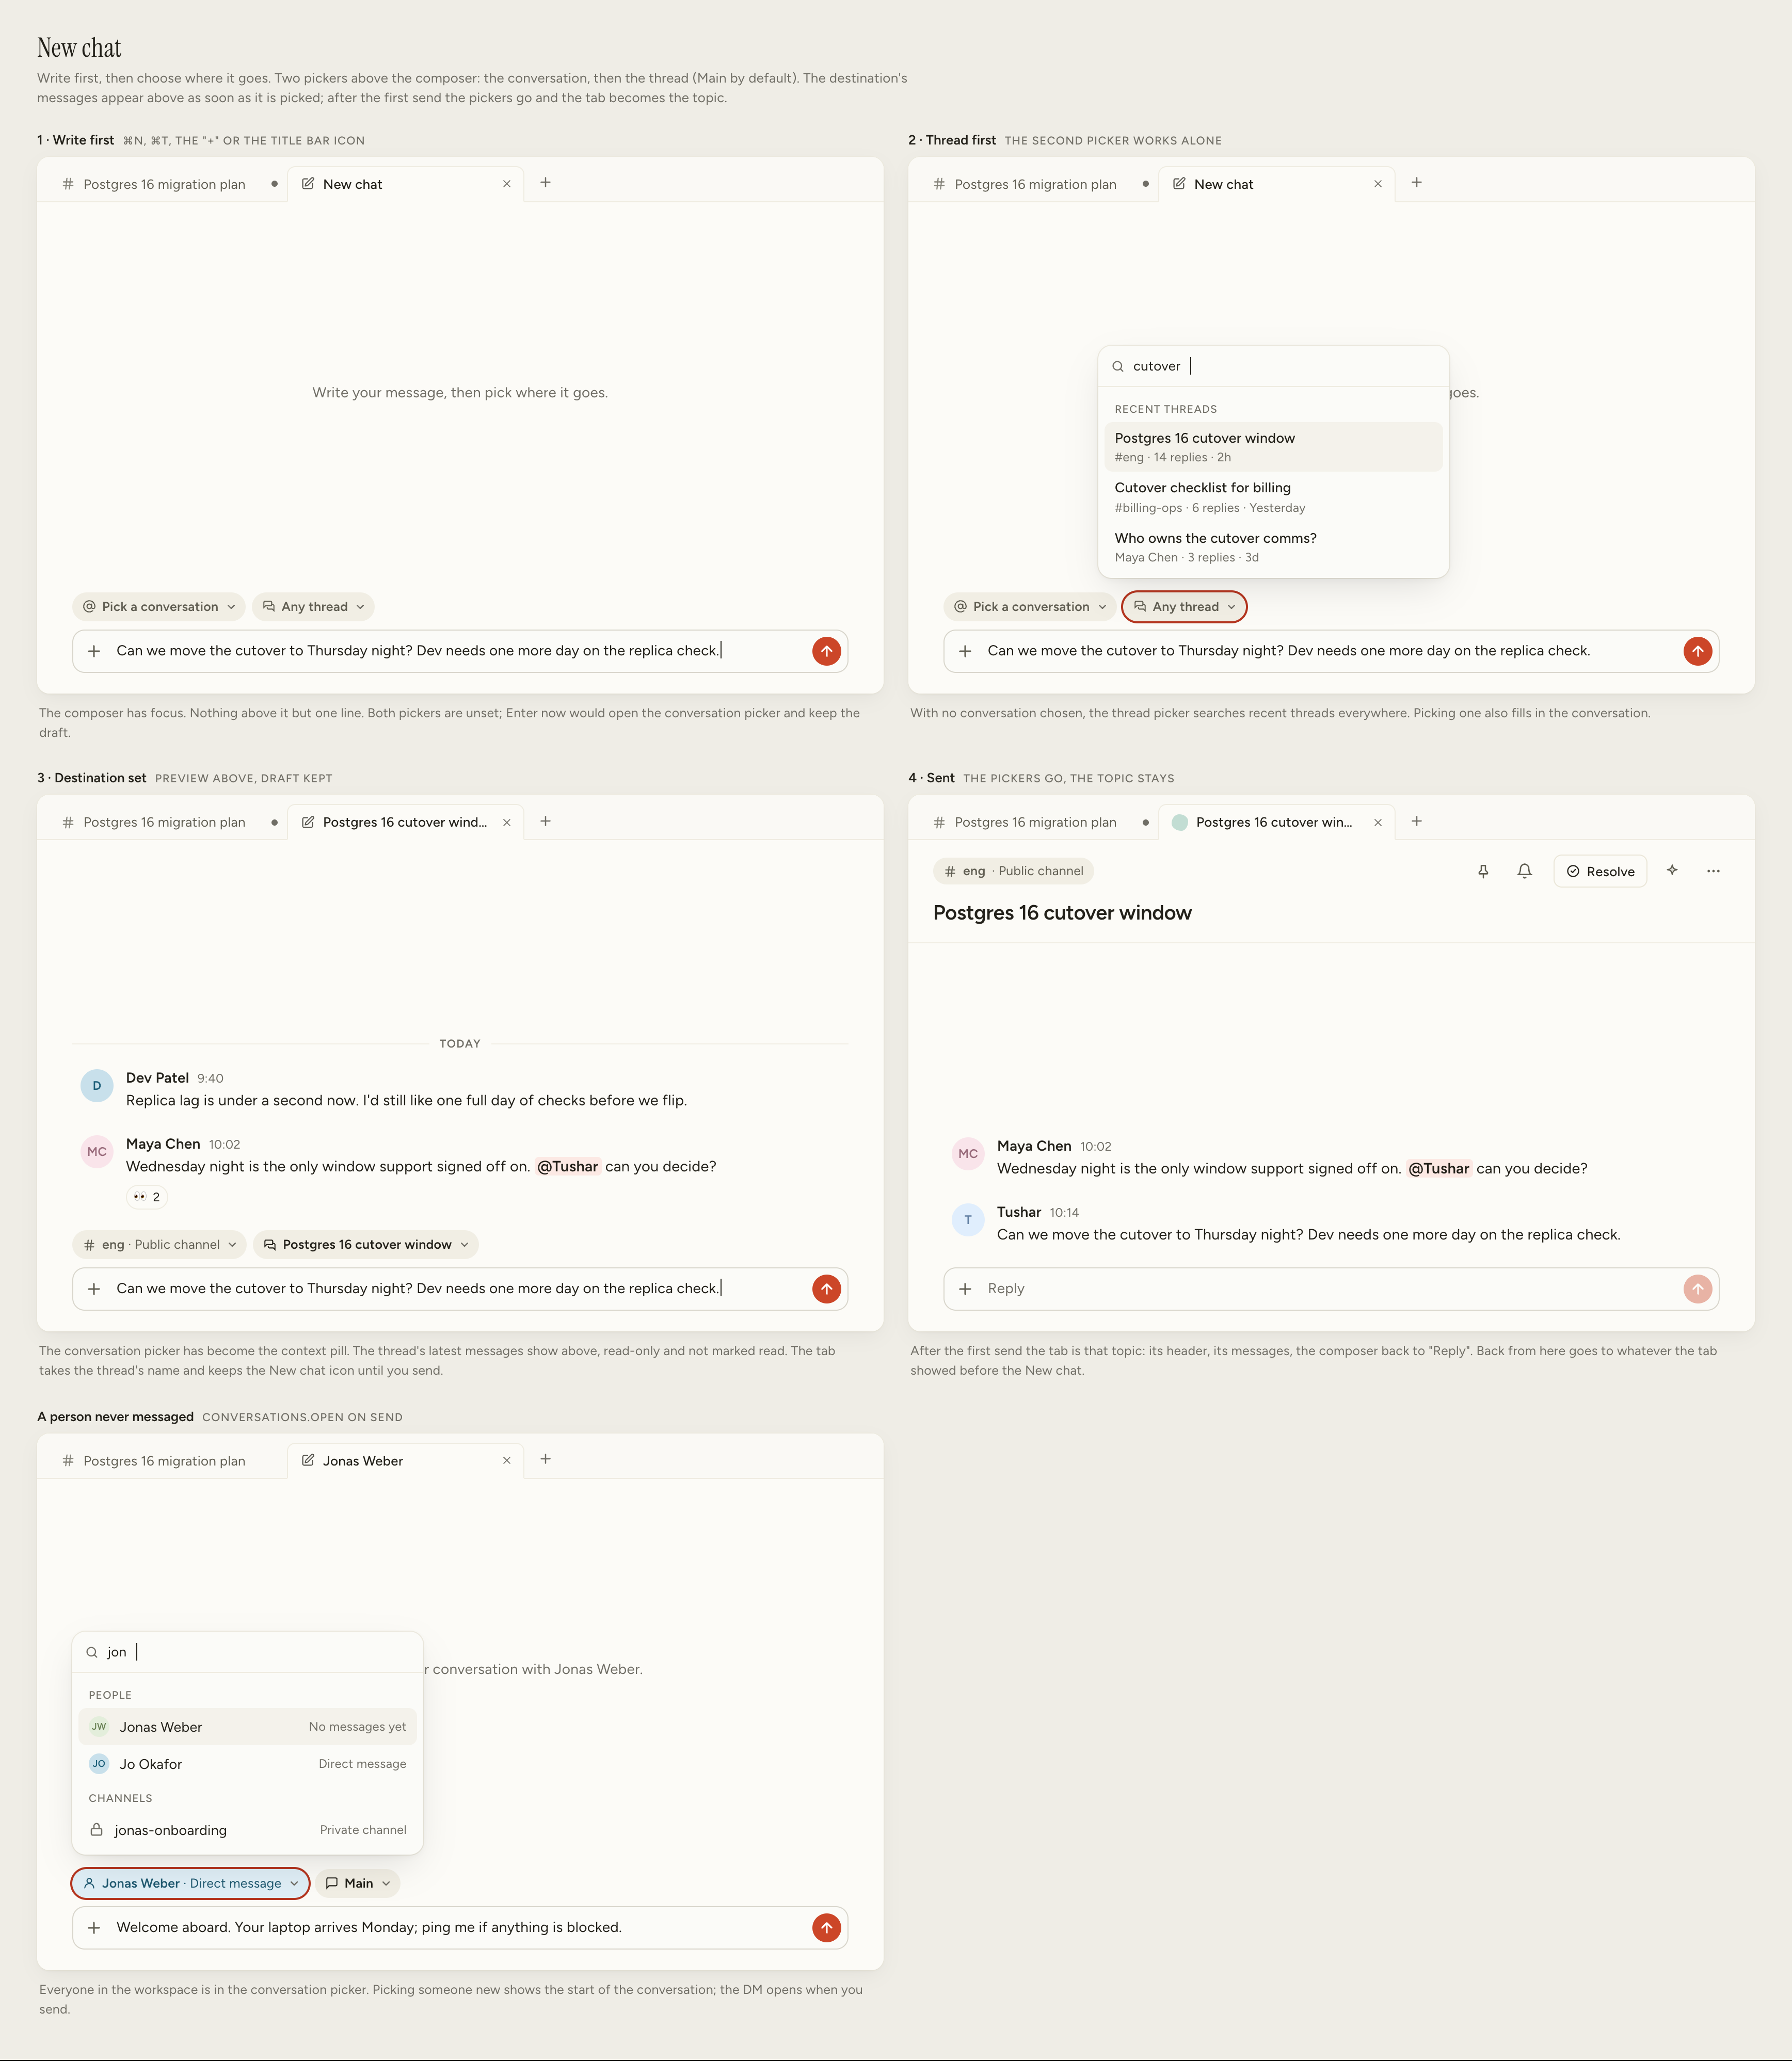 New chat
Write first, then choose where it goes. Two pickers above the composer: the conversation, then the thread (Main by default). The destination's
messages appear above as soon as it is picked; after the first send the pickers go and the tab becomes the topic.
1 · Write first ⌘N, ⌘T, THE "+" OR THE TITLE BAR ICON
Postgres 16 migration plan
New chat
Write your message, then pick where it goes.
Pick a conversation
Any thread
Can we move the cutover to Thursday night? Dev needs one more day on the replica check.
The composer has focus. Nothing above it but one line. Both pickers are unset; Enter now would open the conversation picker and keep the
draft.
2 · Thread first THE SECOND PICKER WORKS ALONE
Postgres 16 migration plan
New chat
goes.
cutover
RECENT THREADS
Postgres 16 cutover window
#eng · 14 replies · 2h
Cutover checklist for billing
#billing-ops · 6 replies · Yesterday
Who owns the cutover comms?
Maya Chen · 3 replies · 3d
Pick a conversation
Any thread
Can we move the cutover to Thursday night? Dev needs one more day on the replica check.
With no conversation chosen, the thread picker searches recent threads everywhere. Picking one also fills in the conversation.
3 · Destination set PREVIEW ABOVE, DRAFT KEPT
Postgres 16 migration plan
Postgres 16 cutover wind...
TODAY
D
Dev Patel 9:40
Replica lag is under a second now. I'd still like one full day of checks before we flip.
MC
Maya Chen 10:02
Wednesday night is the only window support signed off on. @Tushar can you decide?
👀 2
# eng · Public channel
Postgres 16 cutover window
Can we move the cutover to Thursday night? Dev needs one more day on the replica check.
The conversation picker has become the context pill. The thread's latest messages show above, read-only and not marked read. The tab
takes the thread's name and keeps the New chat icon until you send.
4 · Sent THE PICKERS GO, THE TOPIC STAYS
Postgres 16 migration plan
Postgres 16 cutover win...
# eng · Public channel
Resolve
Postgres 16 cutover window
MC
Maya Chen 10:02
Wednesday night is the only window support signed off on. @Tushar can you decide?
T
Tushar 10:14
Can we move the cutover to Thursday night? Dev needs one more day on the replica check.
Reply
After the first send the tab is that topic: its header, its messages, the composer back to "Reply". Back from here goes to whatever the tab
showed before the New chat.
A person never messaged CONVERSATIONS.OPEN ON SEND
Postgres 16 migration plan
Jonas Weber
r conversation with Jonas Weber.
jon
PEOPLE
JW Jonas Weber No messages yet
JO Jo Okafor Direct message
CHANNELS
jonas-onboarding Private channel
Jonas Weber · Direct message
Main
Welcome aboard. Your laptop arrives Monday; ping me if anything is blocked.
Everyone in the workspace is in the conversation picker. Picking someone new shows the start of the conversation; the DM opens when you
send.